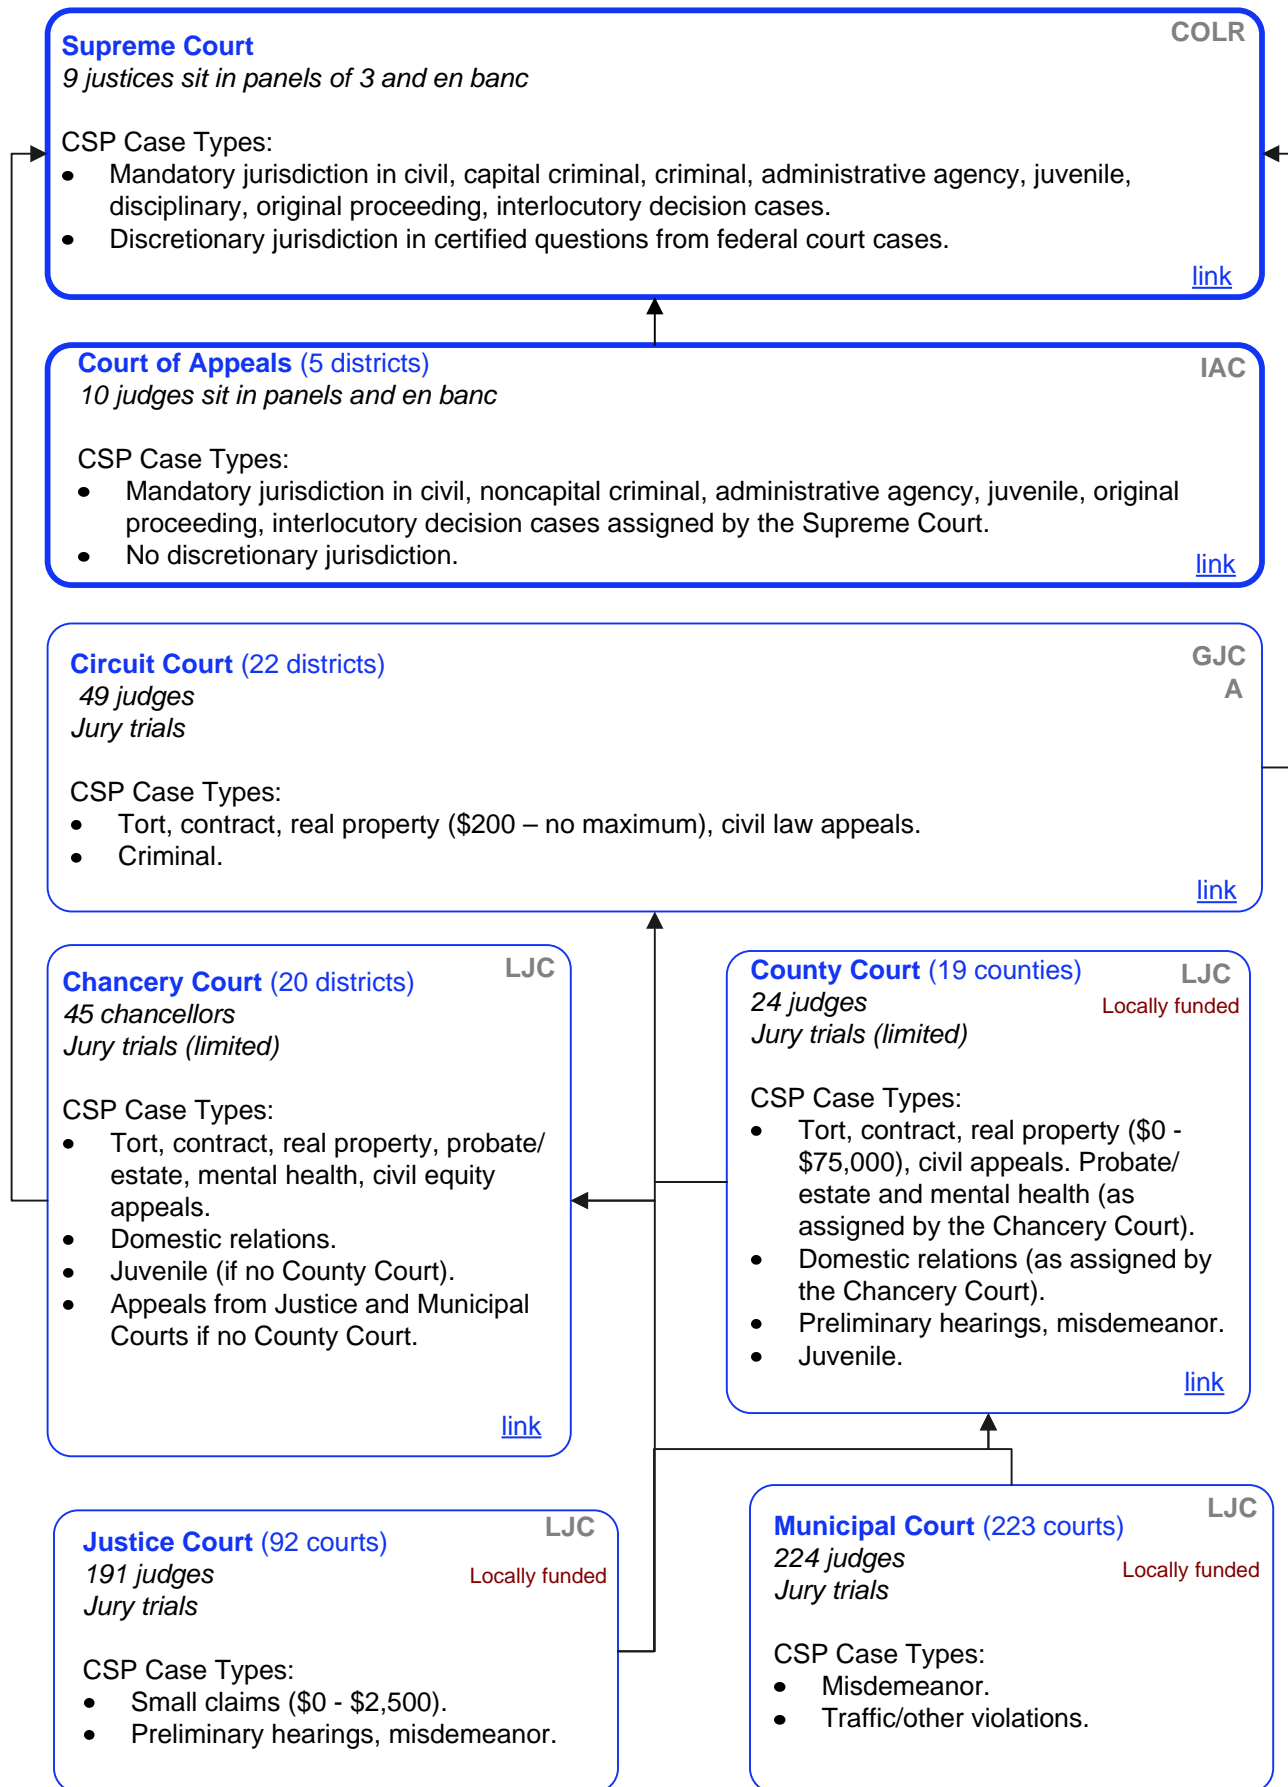 COLR
Supreme Court
9 justices sit in panels of 3 and en banc
CSP Case Types:
• Mandatory jurisdiction in civil, capital criminal, criminal, administrative agency, juvenile,
disciplinary, original proceeding, interlocutory decision cases.
• Discretionary jurisdiction in certified questions from federal court cases.
link
Court of Appeals (5 districts)
IAC
10 judges sit in panels and en banc
CSP Case Types:
• Mandatory jurisdiction in civil, noncapital criminal, administrative agency, juvenile, original
proceeding, interlocutory decision cases assigned by the Supreme Court.
• No discretionary jurisdiction.
link
Circuit Court (22 districts)
GJC
A
49 judges
Jury trials
CSP Case Types:
• Tort, contract, real property ($200 – no maximum), civil law appeals.
• Criminal.
link
Chancery Court (20 districts)
LJC
45 chancellors
Jury trials (limited)
CSP Case Types:
• Tort, contract, real property, probate/
estate, mental health, civil equity
appeals.
• Domestic relations.
• Juvenile (if no County Court).
• Appeals from Justice and Municipal
Courts if no County Court.
link
County Court (19 counties)
LJC
24 judges
Locally funded
Jury trials (limited)
CSP Case Types:
• Tort, contract, real property ($0 -
$75,000), civil appeals. Probate/
estate and mental health (as
assigned by the Chancery Court).
• Domestic relations (as assigned by
the Chancery Court).
• Preliminary hearings, misdemeanor.
• Juvenile.
link
Justice Court (92 courts)
LJC
191 judges
Locally funded
Jury trials
CSP Case Types:
• Small claims ($0 - $2,500).
• Preliminary hearings, misdemeanor.
Municipal Court (223 courts)
LJC
224 judges
Locally funded
Jury trials
CSP Case Types:
• Misdemeanor.
• Traffic/other violations.